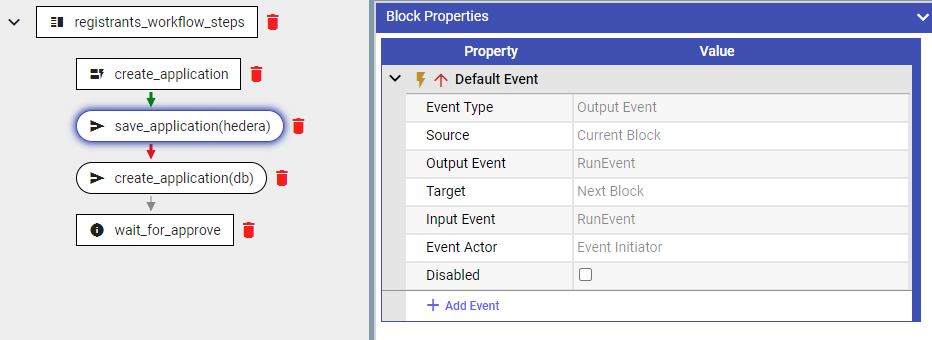 registrants_workflow_steps
create_application
save_application(hedera)
create_application(db)
wait_for_approve
Block Properties
Property Value
Default Event
Event Type Output Event
Source Current Block
Output Event RunEvent
Target Next Block
Input Event RunEvent
Event Actor Event Initiator
Disabled
+ Add Event